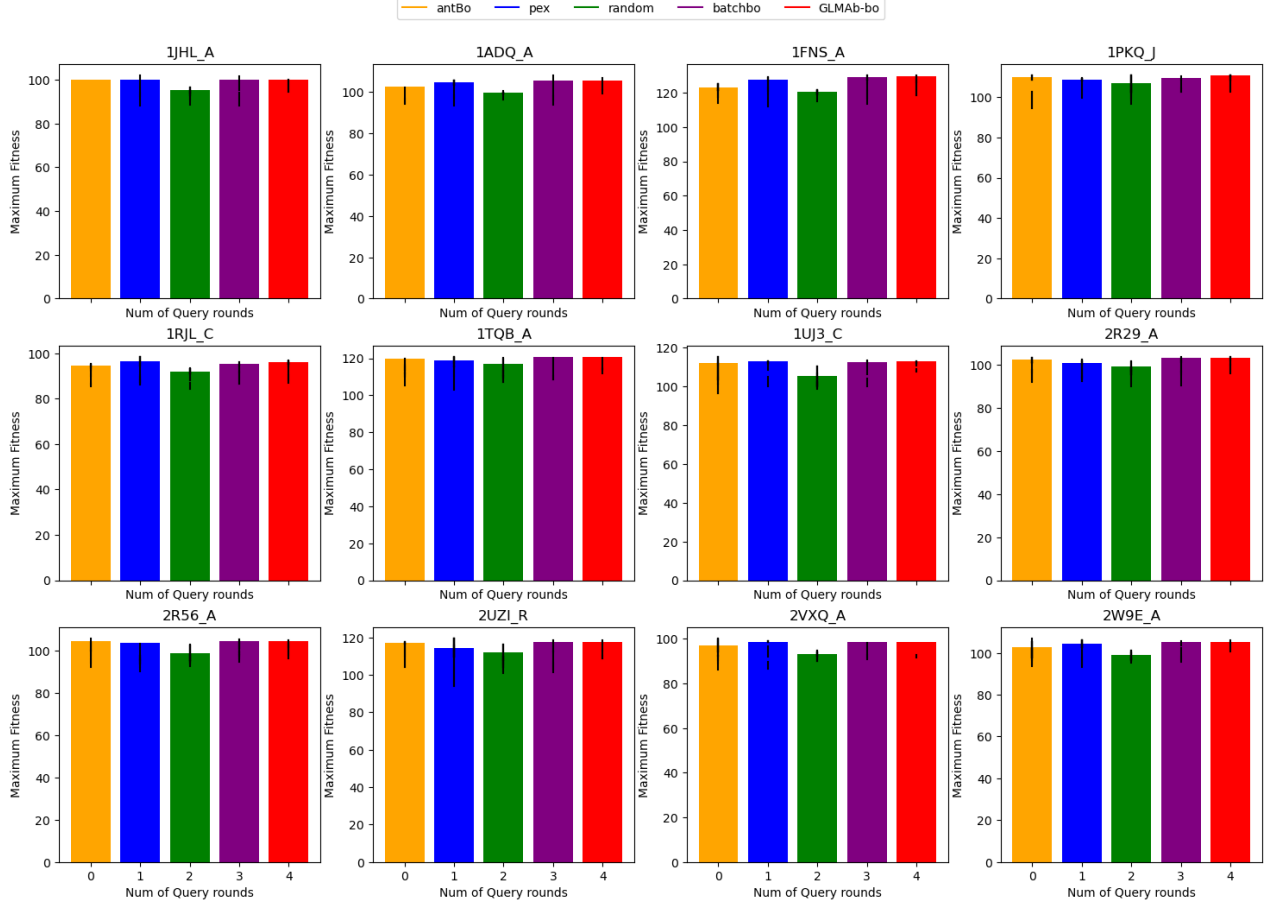 antBo pex random batchbo GLMAb-bo
1JHL_A 1ADQ_A 1FNS_A 1PKQ_J
Maximum Fitness Maximum Fitness Maximum Fitness Maximum Fitness
100 100 120 100
80 80 100 80
60 60 80 60
40 40 60 40
20 20 40 20
0 0 20 0
0
Num of Query rounds Num of Query rounds Num of Query rounds Num of Query rounds
1RJL_C 1TQB_A 1UJ3_C 2R29_A
Maximum Fitness Maximum Fitness Maximum Fitness Maximum Fitness
100 120 120 100
80 100 100 80
60 80 80 60
40 60 60 40
20 40 40 20
0 20 20 0
0 0
Num of Query rounds Num of Query rounds Num of Query rounds Num of Query rounds
2R56_A 2UZI_R 2VXQ_A 2W9E_A
Maximum Fitness Maximum Fitness Maximum Fitness Maximum Fitness
100 120 100 100
80 100 80 80
60 80 60 60
40 60 40 40
20 40 20 20
0 20 0 0
0
0 1 2 3 4 0 1 2 3 4 0 1 2 3 4 0 1 2 3 4
Num of Query rounds Num of Query rounds Num of Query rounds Num of Query rounds